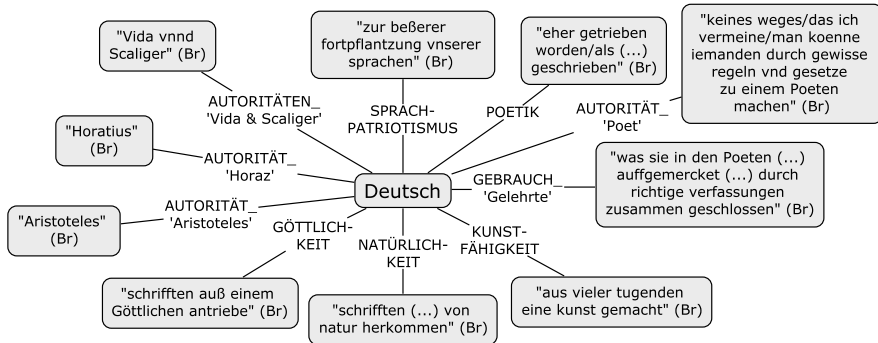 "Vida vnnd
Scaliger" (Br)
"zur beßerer
fortpflantzung vnserer
sprachen" (Br)
"eher getrieben
worden/als (...)
geschrieben" (Br)
"keines weges/das ich
vermeine/man koenne
iemanden durch gewisse
regeln vnd gesetze
zu einem Poeten
machen" (Br)
AUTORITÄTEN_
'Vida & Scaliger'
SPRACH-
PATRIOTISMUS
POETIK
AUTORITÄT_
'Poet'
"Horatius"
(Br)
AUTORITÄT_
'Horaz'
Deutsch
GEBRAUCH_
'Gelehrte'
"was sie in den Poeten (...)
auffgemercket (...) durch
richtige verfassungen
zusammen geschlossen" (Br)
"Aristoteles"
(Br)
AUTORITÄT_
'Aristoteles'
GÖTTLICH-
KEIT
NATÜRLICH-
KEIT
KUNST-
FÄHIGKEIT
"schrifften auß einem
Göttlichen antriebe" (Br)
"schrifften (...) von
natur herkommen" (Br)
"aus vieler tugenden
eine kunst gemacht" (Br)